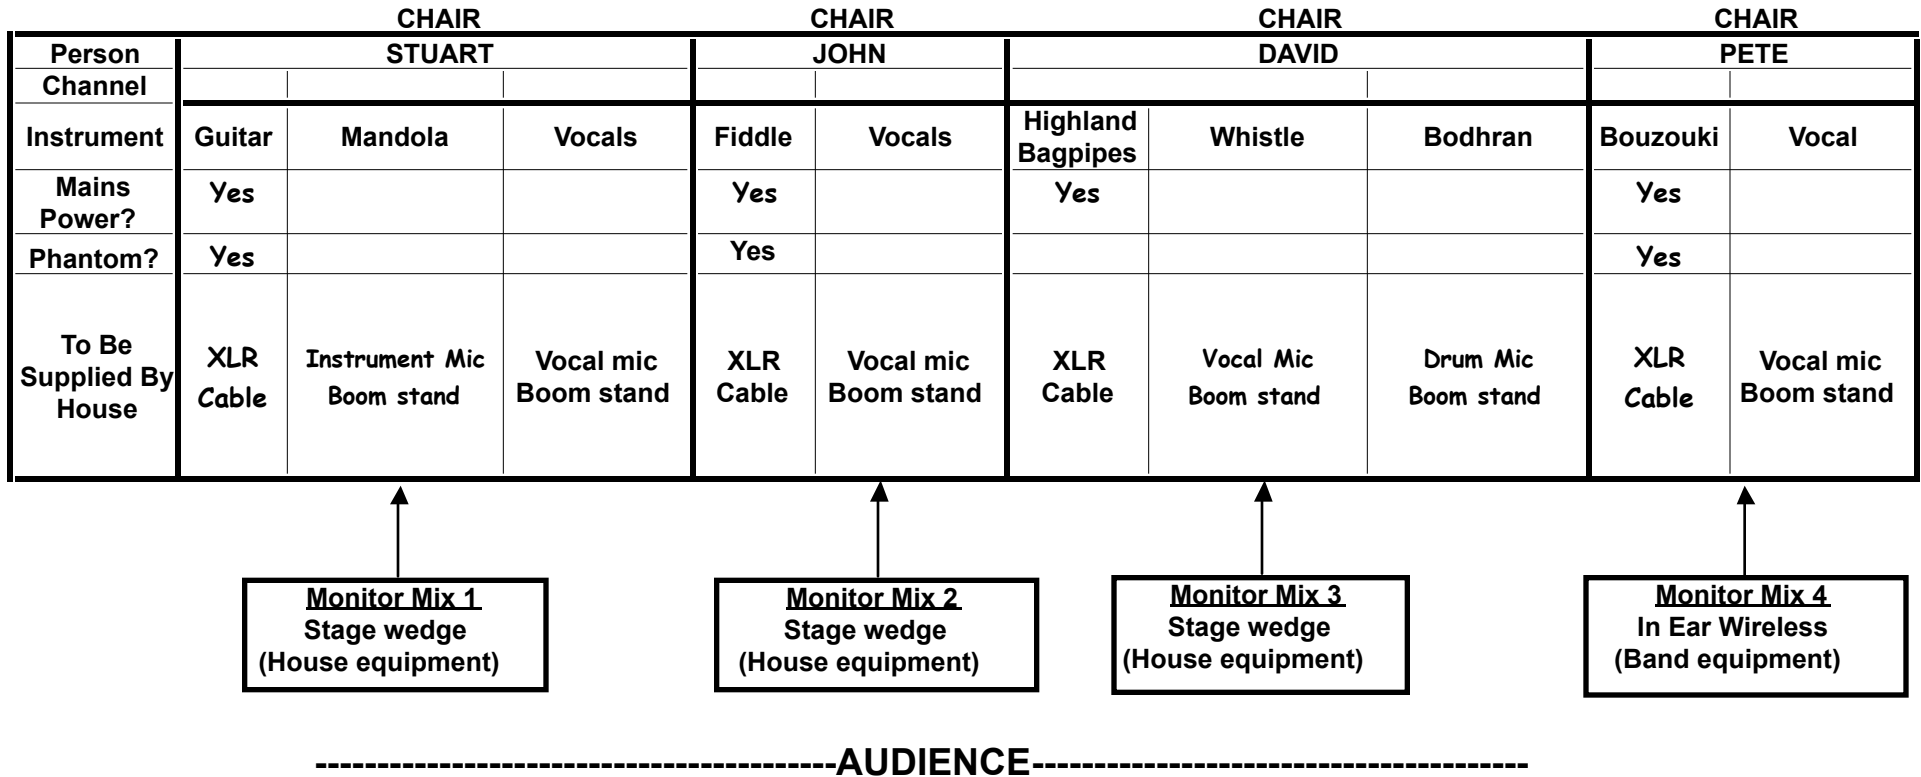 CHAIR CHAIR CHAIR CHAIR
Person STUART JOHN DAVID PETE
Channel
Instrument Guitar Mandola Vocals Fiddle Vocals Highland Bagpipes Whistle Bodhran Bouzouki Vocal
Mains Power? Yes Yes Yes Yes
Phantom? Yes Yes Yes
To Be Supplied By House XLR Cable Instrument Mic Boom stand Vocal mic Boom stand XLR Cable Vocal mic Boom stand XLR Cable Vocal Mic Boom stand Drum Mic Boom stand XLR Cable Vocal mic Boom stand
Monitor Mix 1
Stage wedge
(House equipment)
Monitor Mix 2
Stage wedge
(House equipment)
Monitor Mix 3
Stage wedge
(House equipment)
Monitor Mix 4
In Ear Wireless
(Band equipment)
------------------------------------------AUDIENCE----------------------------------------